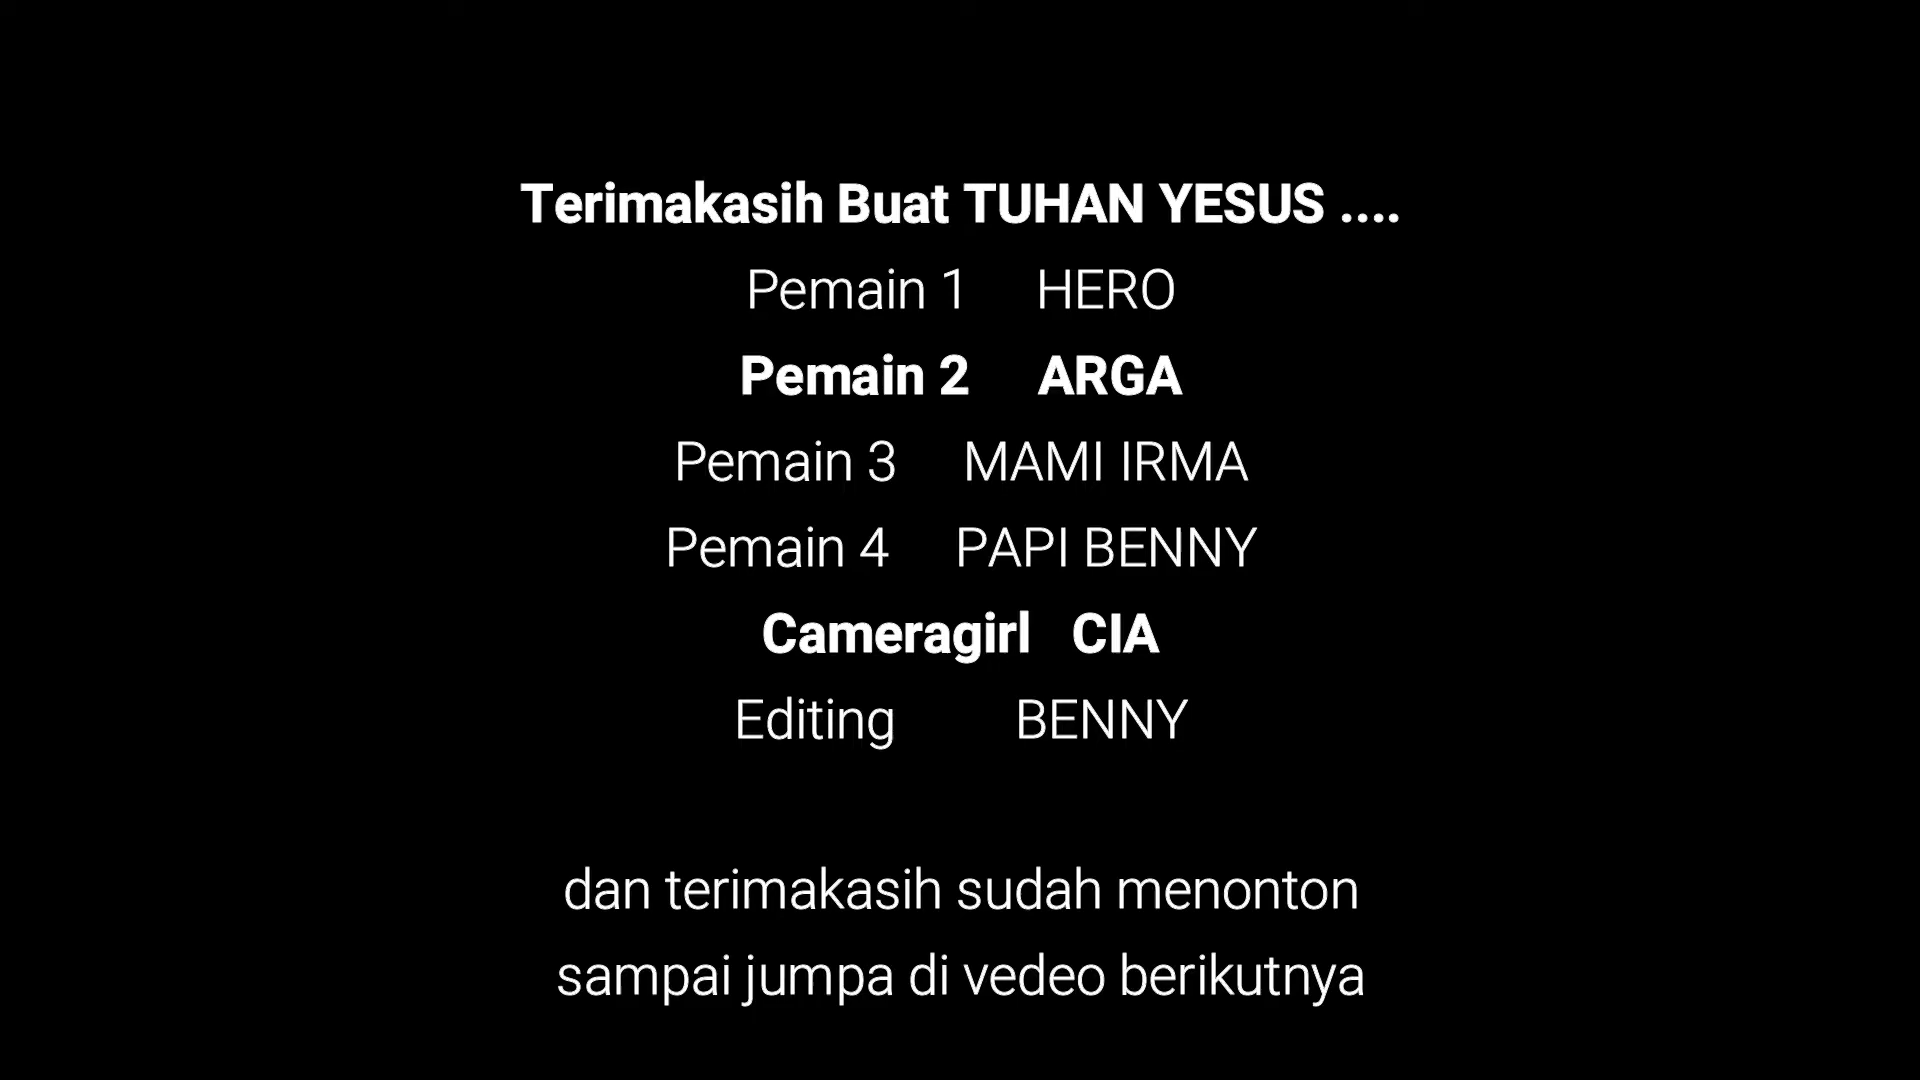 Terimakasih Buat TUHAN YESUS ....
Pemain 1 HERO
Pemain 2 ARGA
Pemain 3 MAMI IRMA
Pemain 4 PAPI BENNY
Cameragirl CIA
Editing BENNY
dan terimakasih sudah menonton
sampai jumpa di vedeo berikutnya